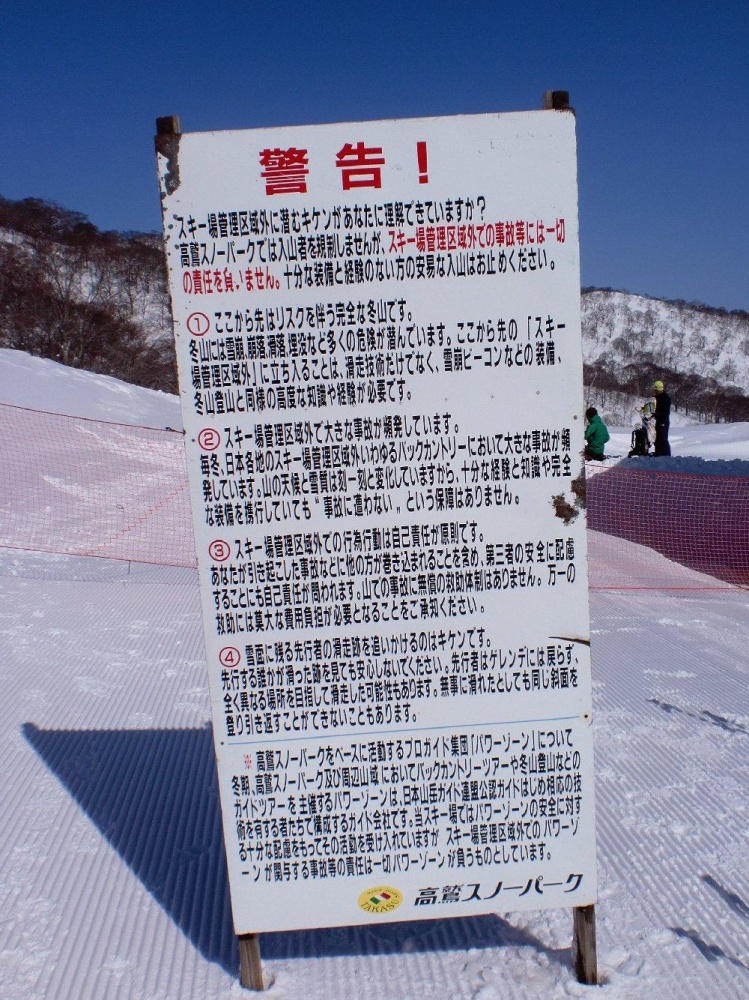 警告!
スキー場管理区域外に潜むキケンがあなたに理解できていますか?
高鷲スノーパークでは入山者を規制しませんが、スキー場管理区域外での事故等には一切
の責任を負いません。十分な装備と経験のない方の安易な入山はお止めください。
① ここから先はリスクを伴う完全な冬山です。
冬山には雪崩、崩落、滑落、埋没など多くの危険が潜んでいます。ここから先の「スキー
場管理区域外」に立ち入ることは、滑走技術だけでなく、雪崩ビーコンなどの装備、
冬山登山と同様の高度な知識や経験が必要です。
② スキー場管理区域外で大きな事故が頻発しています。
毎冬、日本各地のスキー場管理区域外いわゆるバックカントリーにおいて大きな事故が頻
発しています。山の天候と雪質は刻一刻と変化していますから、十分な経験と知識や完全
な装備を携行していても“事故に遭わない„という保障はありません。
③ スキー場管理区域外での行為行動は自己責任が原則です。
あなたが引き起こした事故などに他の方が巻き込まれることを含め、第三者の安全に配慮
することにも自己責任が問われます。山での事故に無償の救助体制はありません。万一の
救助には莫大な費用負担が必要となることをご承知ください。
④ 雪面に残る先行者の滑走跡を追いかけるのはキケンです。
先行する誰かが滑った跡を見ても安心しないでください。先行者はゲレンデには戻らず、
全く異なる場所を目指して滑走した可能性もあります。無事に滑れたとしても同じ斜面を
登り引き返すことができないこともあります。
※ 高鷲スノーパークをベースに活動するプロガイド集団「パワーゾーン」について
冬期、高鷲スノーパーク及び周辺山域においてバックカントリーツアーや冬山登山などの
ガイドツアーを主催するパワーゾーンは、日本山岳ガイド連盟公認ガイドはじめ相応の技
術を有する者たちで構成するガイド会社です。当スキー場ではパワーゾーンの安全に対す
る十分な配慮をもってその活動を受け入れていますが スキー場管理区域外での パワーゾ
ーンが関与する事故等の責任は一切パワーゾーンが負うものとしています。
TAKASU
高鷲スノーパーク